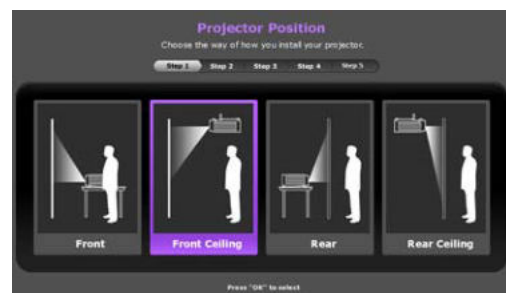 Projector Position
Choose the way of how you install your projector.
Step 1 Step 2 Step 3 Step 4 Step 5
Front Front Ceiling Rear Rear Ceiling
Press "OK" to select